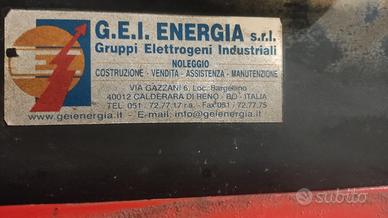 G.E.I. ENERGIA s.r.l.
Gruppi Elettrogeni Industriali
NOLEGGIO
COSTRUZIONE - VENDITA - ASSISTENZA - MANUTENZIONE
VIA GAZZANI 6, Loc. Bargellino
40012 CALDERARA DI RENO - BO - ITALIA
TEL. 051 - 72.77.17 r.a. - Fax 051 - 72.77.75
www.geienergia.it - E-mail: info@geienergia.it
subito